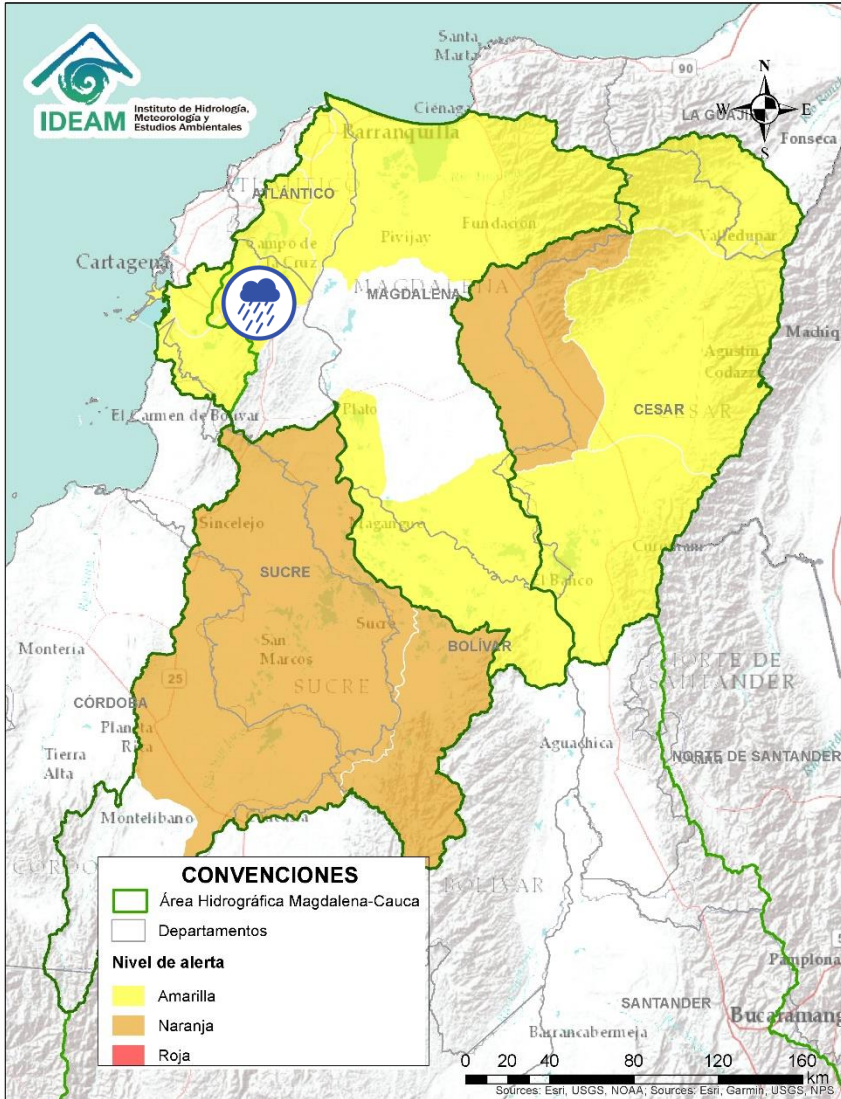 IDEAM
Instituto de Hidrología,
Meteorología y
Estudios Ambientales
Santa
Marta
90
N
W
E
S
Ciénaga
LA GUAJI
Fonseca
Barranquilla
ATLÁNTICO
Valledupar
Pivijay
Fundación
Campo de
la Cruz
Cartagena
MAGDALENA
Machiq
Agustín
Codazz
El Carmen de Bolívar
Plato
CESAR
Sincelejo
Magangué
SUCRE
El Banco
Sucre
San
Marcos
BOLÍVAR
SUCRE
Montería
25
NORTE DE
SANTANDER
CÓRDOBA
Planeta
Rica
Tierra
Alta
Aguachica
NORTE DE SANTANDER
Montelíbano
BOLÍVAR
CONVENCIONES
Área Hidrográfica Magdalena-Cauca
Departamentos
Nivel de alerta
Amarilla
Naranja
Roja
Pamplona
SANTANDER
Bucaramang
Barrancabermeja
0 20 40 80 120 160
km
Sources: Esri, USGS, NOAA; Sources: Esri, Garmin, USGS, NPS